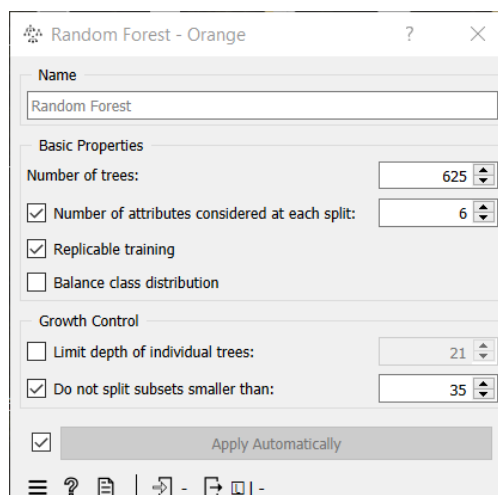 Random Forest - Orange ?
Name
Random Forest
Basic Properties
Number of trees: 625
Number of attributes considered at each split: 6
Replicable training
Balance class distribution
Growth Control
Limit depth of individual trees: 21
Do not split subsets smaller than: 35
Apply Automatically
? - -